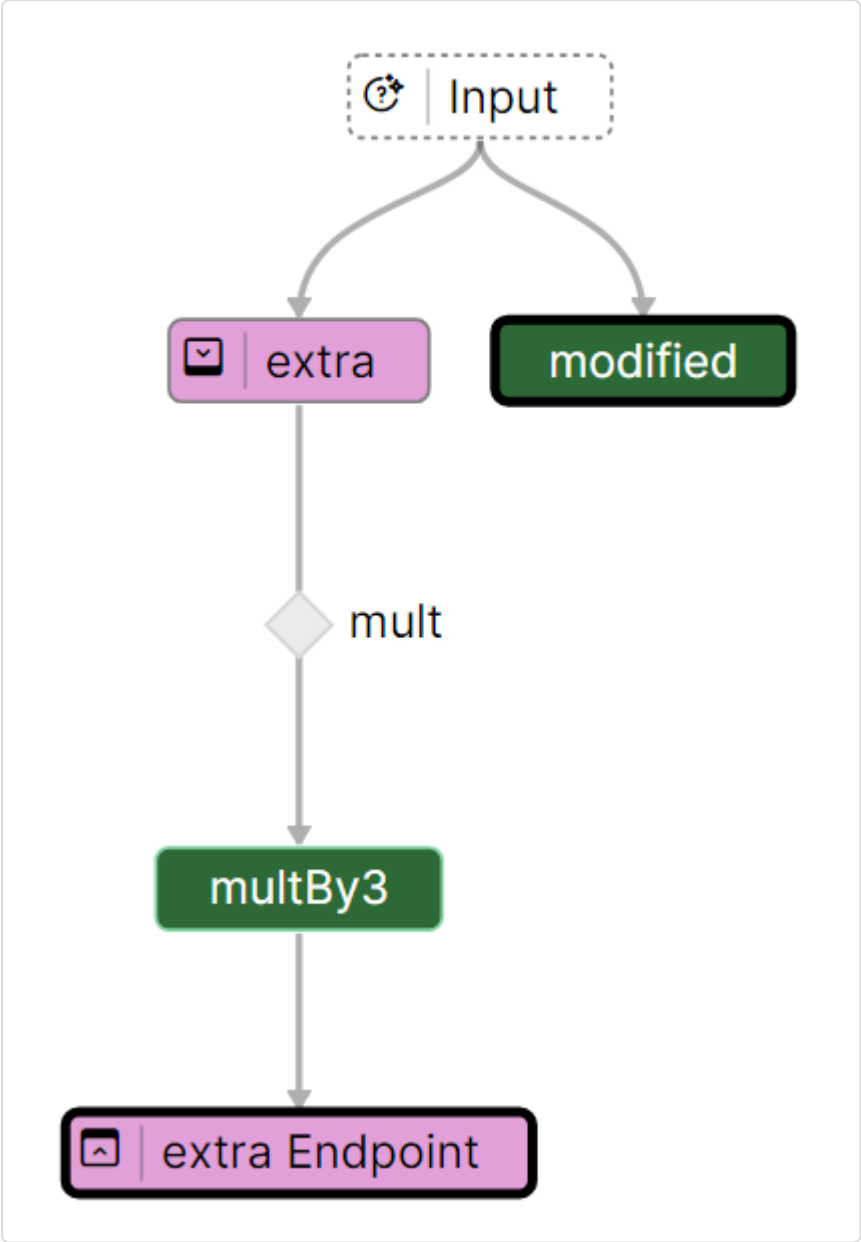 Input
extra
modified
mult
multBy3
extra Endpoint